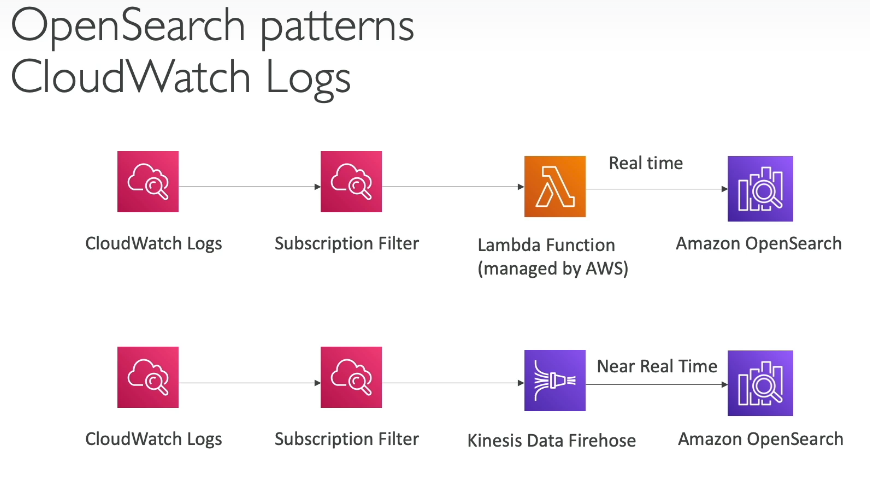 OpenSearch patterns
CloudWatch Logs
Real time
CloudWatch Logs
Subscription Filter
Lambda Function
(managed by AWS)
Amazon OpenSearch
Near Real Time
CloudWatch Logs
Subscription Filter
Kinesis Data Firehose
Amazon OpenSearch